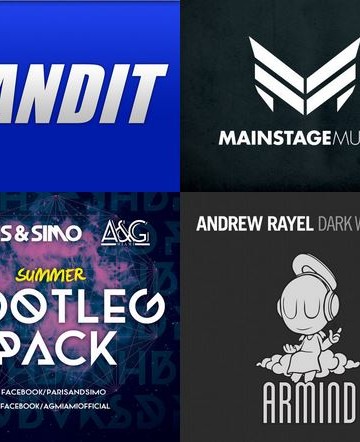 ANDIT
MAINSTAGEMU
S & SIMO A&G
SUMMER
OOTLEG
PACK
FACEBOOK/PARISANDSIMO
FACEBOOK/AGMIAMIOFFICIAL
ANDREW RAYEL DARK W
ARMIND